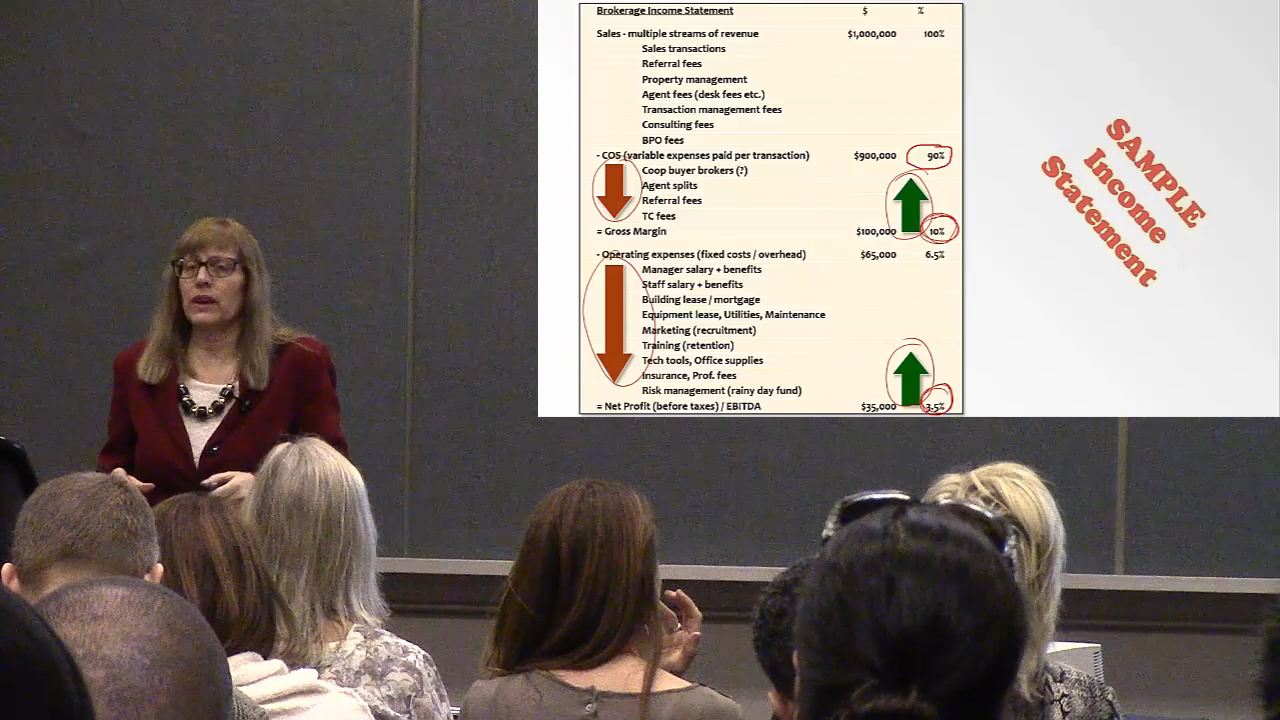 Brokerage Income Statement $ %
Sales - multiple streams of revenue $1,000,000 100%
Sales transactions
Referral fees
Property management
Agent fees (desk fees etc.)
Transaction management fees
Consulting fees
BPO fees
- COS (variable expenses paid per transaction) $900,000 90%
Coop buyer brokers (?)
Agent splits
Referral fees
TC fees
= Gross Margin $100,000 10%
- Operating expenses (fixed costs / overhead) $65,000 6.5%
Manager salary + benefits
Staff salary + benefits
Building lease / mortgage
Equipment lease, Utilities, Maintenance
Marketing (recruitment)
Training (retention)
Tech tools, Office supplies
Insurance, Prof. fees
Risk management (rainy day fund)
= Net Profit (before taxes) / EBITDA $35,000 3.5%
SAMPLE
Income
Statement